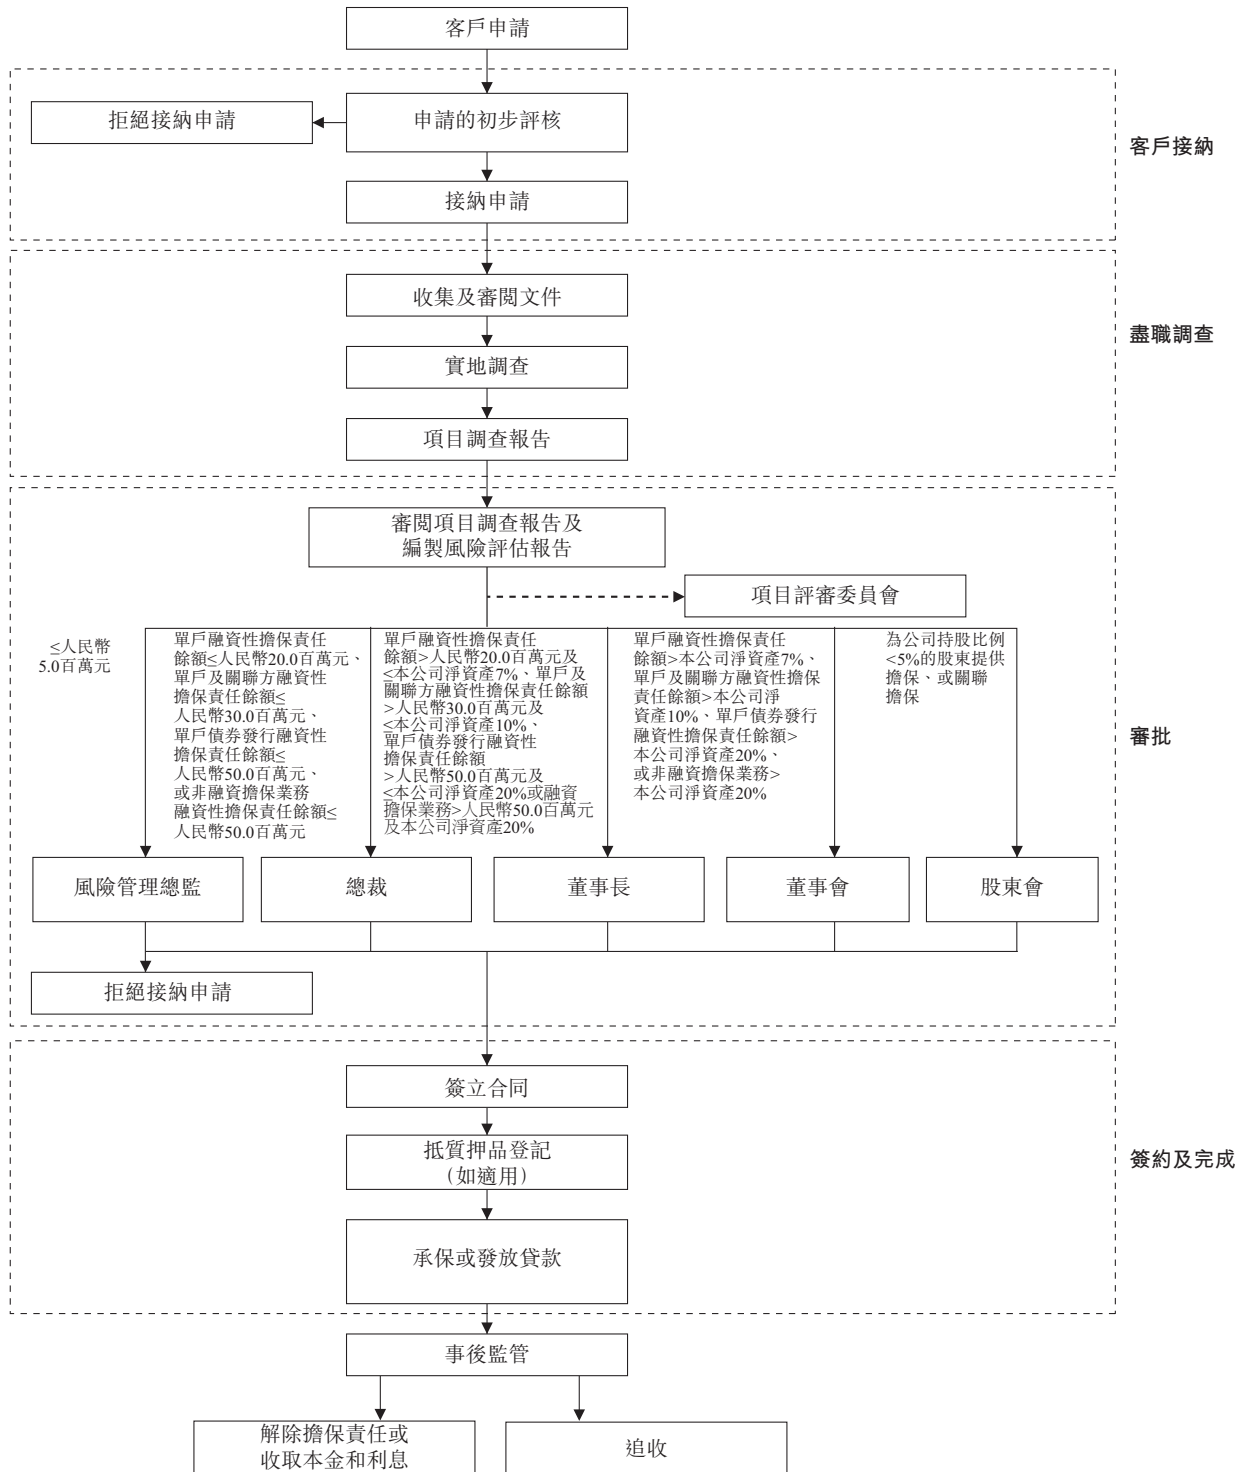 客戶申請
拒絕接納申請
申請的初步評核
客戶接納
接納申請
收集及審閱文件
盡職調查
實地調查
項目調查報告
審閱項目調查報告及
編製風險評估報告
項目評審委員會
≤人民幣
5.0百萬元
單戶融資性擔保責任
餘額≤人民幣20.0百萬元、
單戶及關聯方融資性
擔保責任餘額≤
人民幣30.0百萬元、
單戶債券發行融資性
擔保責任餘額≤
人民幣50.0百萬元、
或非融資擔保業務
融資性擔保責任餘額≤
人民幣50.0百萬元
單戶融資性擔保責任
餘額>人民幣20.0百萬元及
≤本公司淨資產7%、單戶及
關聯方融資性擔保責任餘額
>人民幣30.0百萬元及
≤本公司淨資產10%、
單戶債券發行融資性
擔保責任餘額
>人民幣50.0百萬元及
≤本公司淨資產20%或融資
擔保業務>人民幣50.0百萬元
及本公司淨資產20%
單戶融資性擔保責任
餘額>本公司淨資產7%、
單戶及關聯方融資性擔保
責任餘額>本公司淨
資產10%、單戶債券發行
融資性擔保責任餘額>
本公司淨資產20%、
或非融資擔保業務>
本公司淨資產20%
為公司持股比例
<5%的股東提供
擔保、或關聯
擔保
審批
風險管理總監
總裁
董事長
董事會
股東會
拒絕接納申請
簽立合同
抵質押品登記
(如適用)
簽約及完成
承保或發放貸款
事後監管
解除擔保責任或
收取本金和利息
追收